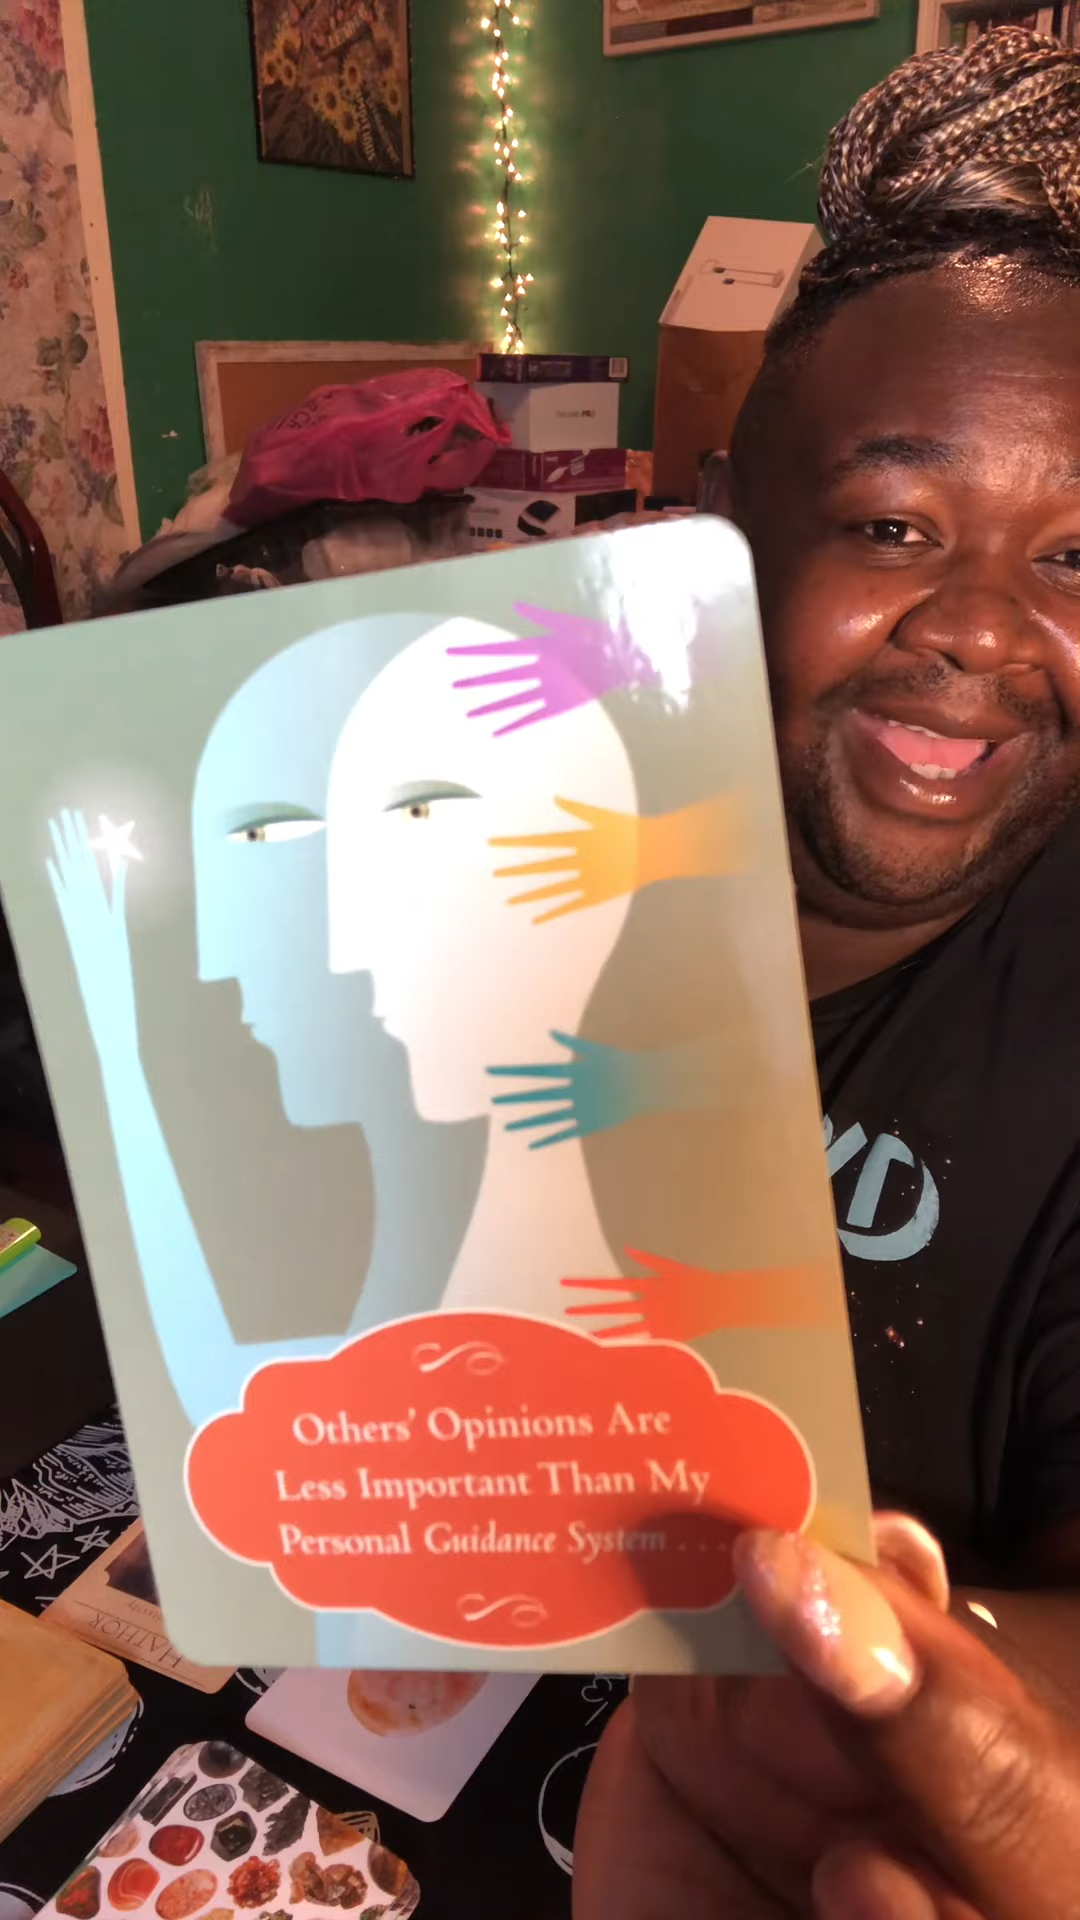 Others' Opinions Are
Less Important Than My
Personal Guidance System . . .
HATHOR